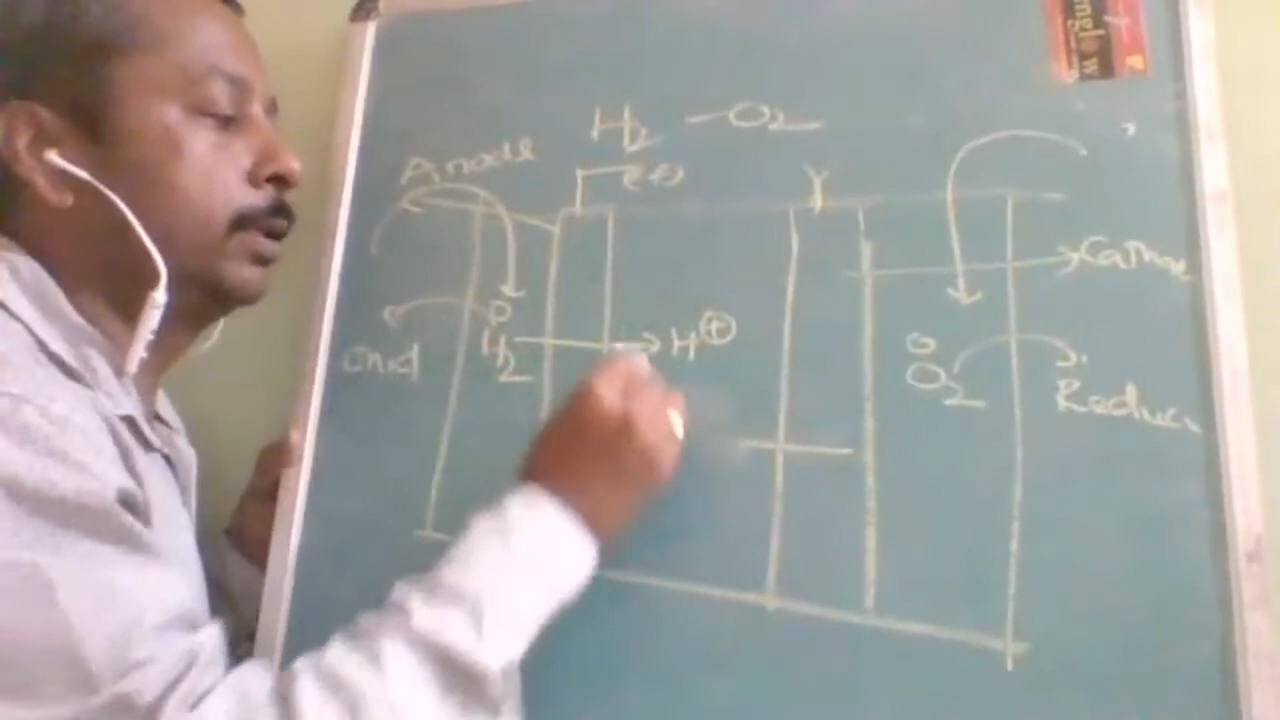 H2 - O2
Anode
Cathode
H2 → H⊕
O2
Oxid
Reduc